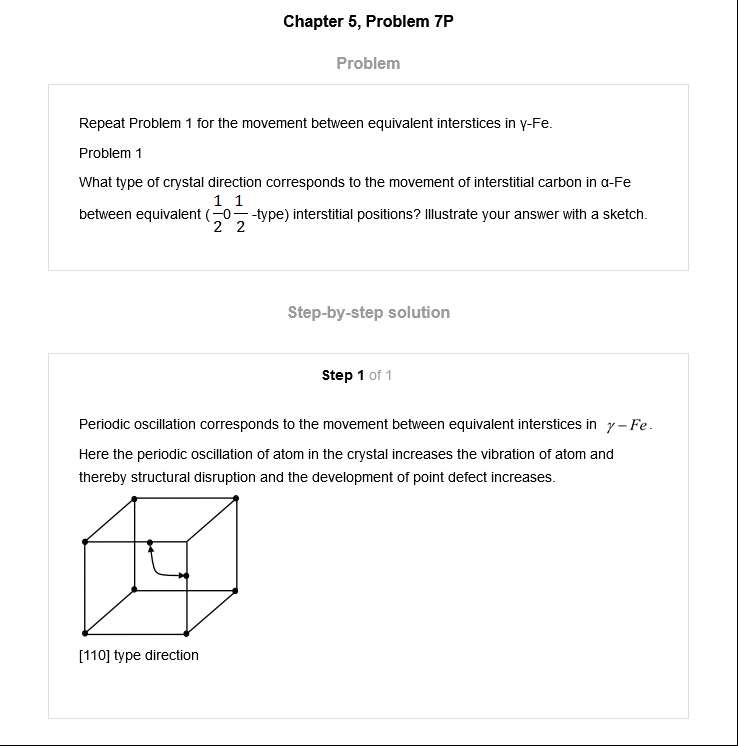 Chapter 5, Problem 7P
Problem
Repeat Problem 1 for the movement between equivalent interstices in γ-Fe.
Problem 1
What type of crystal direction corresponds to the movement of interstitial carbon in α-Fe
between equivalent (1/2 0 1/2 -type) interstitial positions? Illustrate your answer with a sketch.
Step-by-step solution
Step 1 of 1
Periodic oscillation corresponds to the movement between equivalent interstices in γ – Fe.
Here the periodic oscillation of atom in the crystal increases the vibration of atom and
thereby structural disruption and the development of point defect increases.
[110] type direction